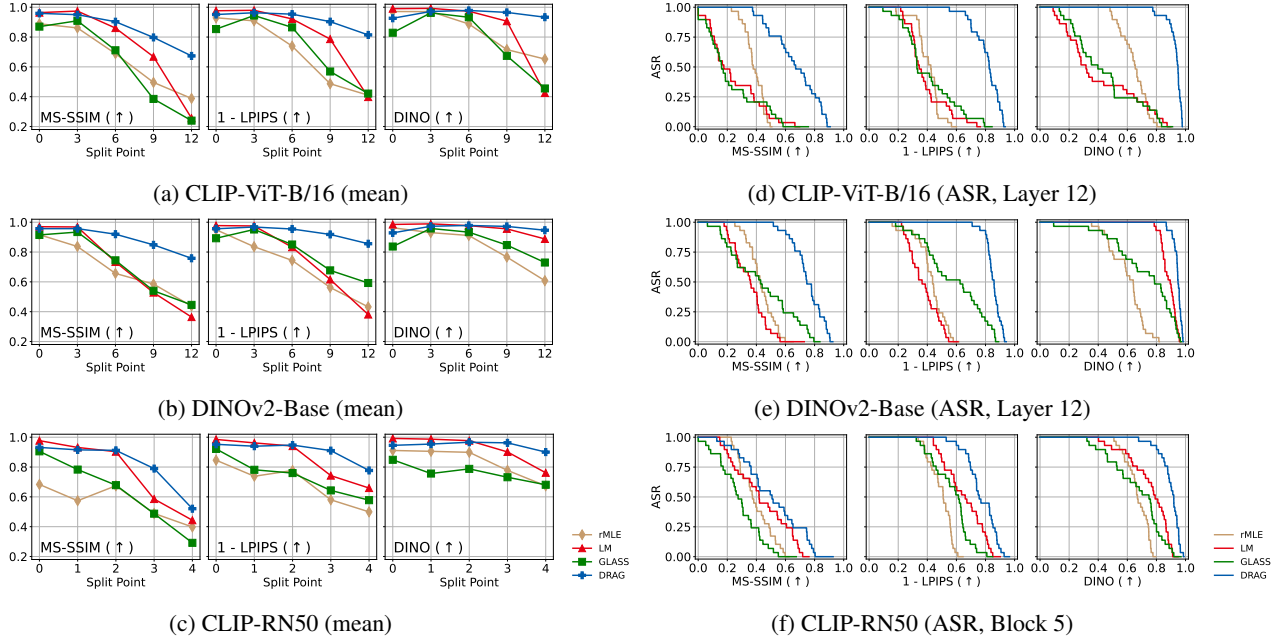 1.0
0.8
0.6
0.4
0.2
MS-SSIM (↑)
0 3 6 9 12
Split Point
1 - LPIPS (↑)
0 3 6 9 12
Split Point
DINO (↑)
0 3 6 9 12
Split Point
(a) CLIP-ViT-B/16 (mean)
ASR
1.00
0.75
0.50
0.25
0.00
0.0 0.2 0.4 0.6 0.8 1.0
MS-SSIM (↑)
0.0 0.2 0.4 0.6 0.8 1.0
1 - LPIPS (↑)
0.0 0.2 0.4 0.6 0.8 1.0
DINO (↑)
(d) CLIP-ViT-B/16 (ASR, Layer 12)
1.0
0.8
0.6
0.4
0.2
MS-SSIM (↑)
0 3 6 9 12
Split Point
1 - LPIPS (↑)
0 3 6 9 12
Split Point
DINO (↑)
0 3 6 9 12
Split Point
(b) DINOv2-Base (mean)
ASR
1.00
0.75
0.50
0.25
0.00
0.0 0.2 0.4 0.6 0.8 1.0
MS-SSIM (↑)
0.0 0.2 0.4 0.6 0.8 1.0
1 - LPIPS (↑)
0.0 0.2 0.4 0.6 0.8 1.0
DINO (↑)
(e) DINOv2-Base (ASR, Layer 12)
1.0
0.8
0.6
0.4
0.2
MS-SSIM (↑)
0 1 2 3 4
Split Point
1 - LPIPS (↑)
0 1 2 3 4
Split Point
DINO (↑)
0 1 2 3 4
Split Point
rMLE
LM
GLASS
DRAG
(c) CLIP-RN50 (mean)
ASR
1.00
0.75
0.50
0.25
0.00
0.0 0.2 0.4 0.6 0.8 1.0
MS-SSIM (↑)
0.0 0.2 0.4 0.6 0.8 1.0
1 - LPIPS (↑)
0.0 0.2 0.4 0.6 0.8 1.0
DINO (↑)
rMLE
LM
GLASS
DRAG
(f) CLIP-RN50 (ASR, Block 5)